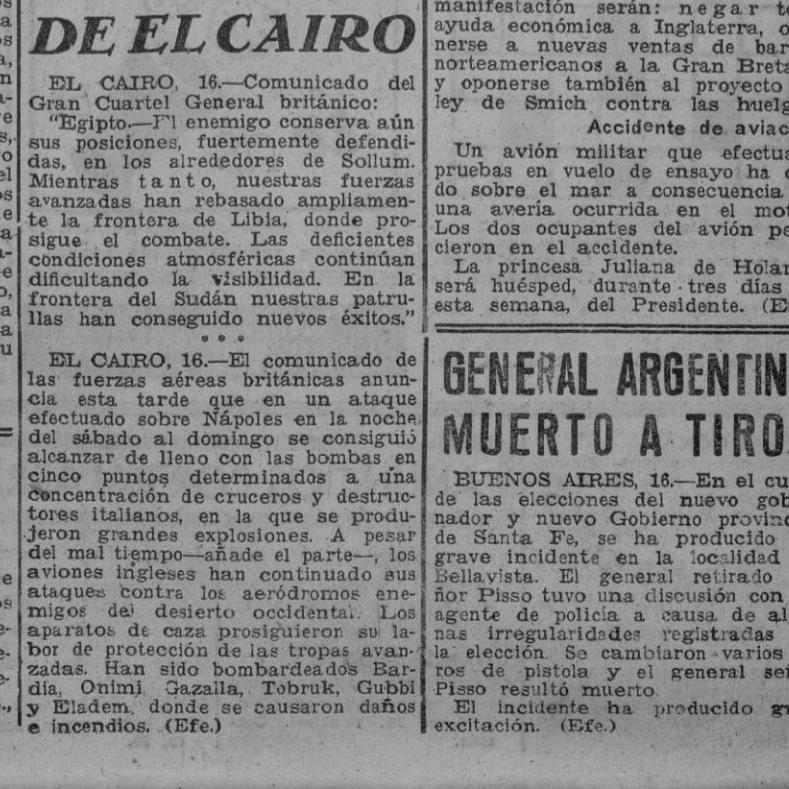 DE EL CAIRO
EL CAIRO, 16.—Comunicado del
Gran Cuartel General británico:
"Egipto.—El enemigo conserva aún
sus posiciones, fuertemente defendi-
das, en los alrededores de Sollum.
Mientras tanto, nuestras fuerzas
avanzadas han rebasado ampliamen-
te la frontera de Libia, donde pro-
sigue el combate. Las deficientes
condiciones atmosféricas continúan
dificultando la visibilidad. En la
frontera del Sudán nuestras patru-
llas han conseguido nuevos éxitos."
* * *
EL CAIRO, 16.—El comunicado de
las fuerzas aéreas británicas anun-
cia esta tarde que en un ataque
efectuado sobre Nápoles en la noche
del sábado al domingo se consiguió
alcanzar de lleno con las bombas en
cinco puntos determinados a una
concentración de cruceros y destruc-
tores italianos, en la que se produ-
jeron grandes explosiones. A pesar
del mal tiempo—añade el parte—, los
aviones ingleses han continuado sus
ataques contra los aeródromos ene-
migos del desierto occidental. Los
aparatos de caza prosiguieron su la-
bor de protección de las tropas avan-
zadas. Han sido bombardeados Bar-
dia, Onimi, Gazalla, Tobruk, Gubbi
y Eladem, donde se causaron daños
e incendios. (Efe.)
manifestación serán: negar
ayuda económica a Inglaterra, o
nerse a nuevas ventas de bar
norteamericanos a la Gran Breta
y oponerse también al proyecto
ley de Smich contra las huelg
Accidente de aviac
Un avión militar que efectua
pruebas en vuelo de ensayo ha
do sobre el mar a consecuencia
una avería ocurrida en el mot
Los dos ocupantes del avión pe
cieron en el accidente.
La princesa Juliana de Holan
será huésped, durante tres días
esta semana, del Presidente. (E
GENERAL ARGENTIN
MUERTO A TIRO
BUENOS AIRES, 16.—En el cu
de las elecciones del nuevo gob
nador y nuevo Gobierno provinc
de Santa Fe, se ha producido
grave incidente en la localidad
Bellavista. El general retirado
ñor Pisso tuvo una discusión con
agente de policía a causa de al
nas irregularidades registradas
la elección. Se cambiaron varios
ros de pistola y el general se
Pisso resultó muerto.
El incidente ha producido g
excitación. (Efe.)